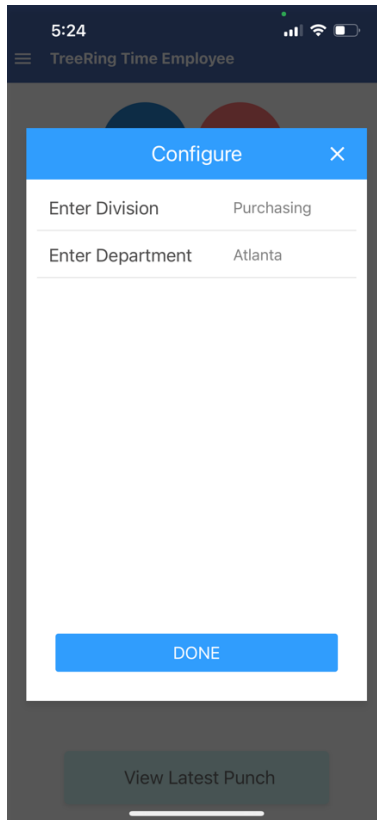 5:24
TreeRing Time Employee
Configure
Enter Division Purchasing
Enter Department Atlanta
DONE
View Latest Punch